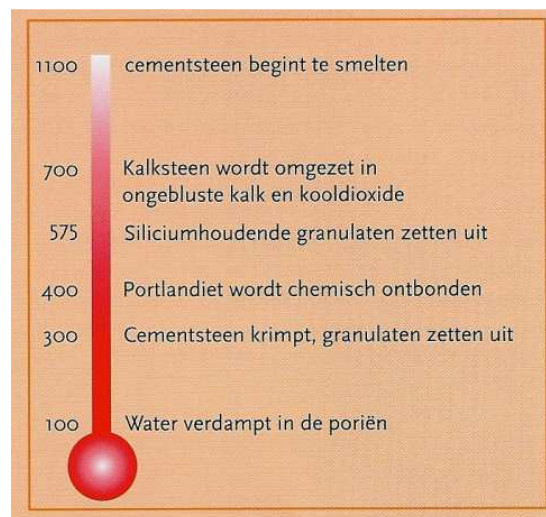 1100 cementsteen begint te smelten
700 Kalksteen wordt omgezet in
ongebluste kalk en kooldioxide
575 Siliciumhoudende granulaten zetten uit
400 Portlandiet wordt chemisch ontbonden
300 Cementsteen krimpt, granulaten zetten uit
100 Water verdampt in de poriën